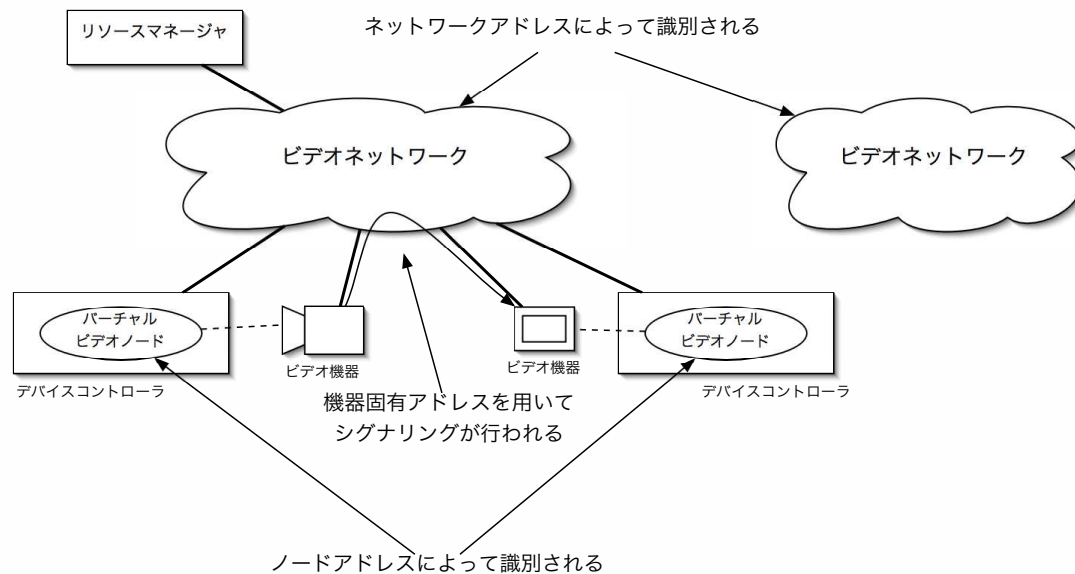 リソースマネージャ
ネットワークアドレスによって識別される
ビデオネットワーク
ビデオネットワーク
バーチャル
ビデオノード
デバイスコントローラ
ビデオ機器
ビデオ機器
バーチャル
ビデオノード
デバイスコントローラ
機器固有アドレスを用いて
シグナリングが行われる
ノードアドレスによって識別される